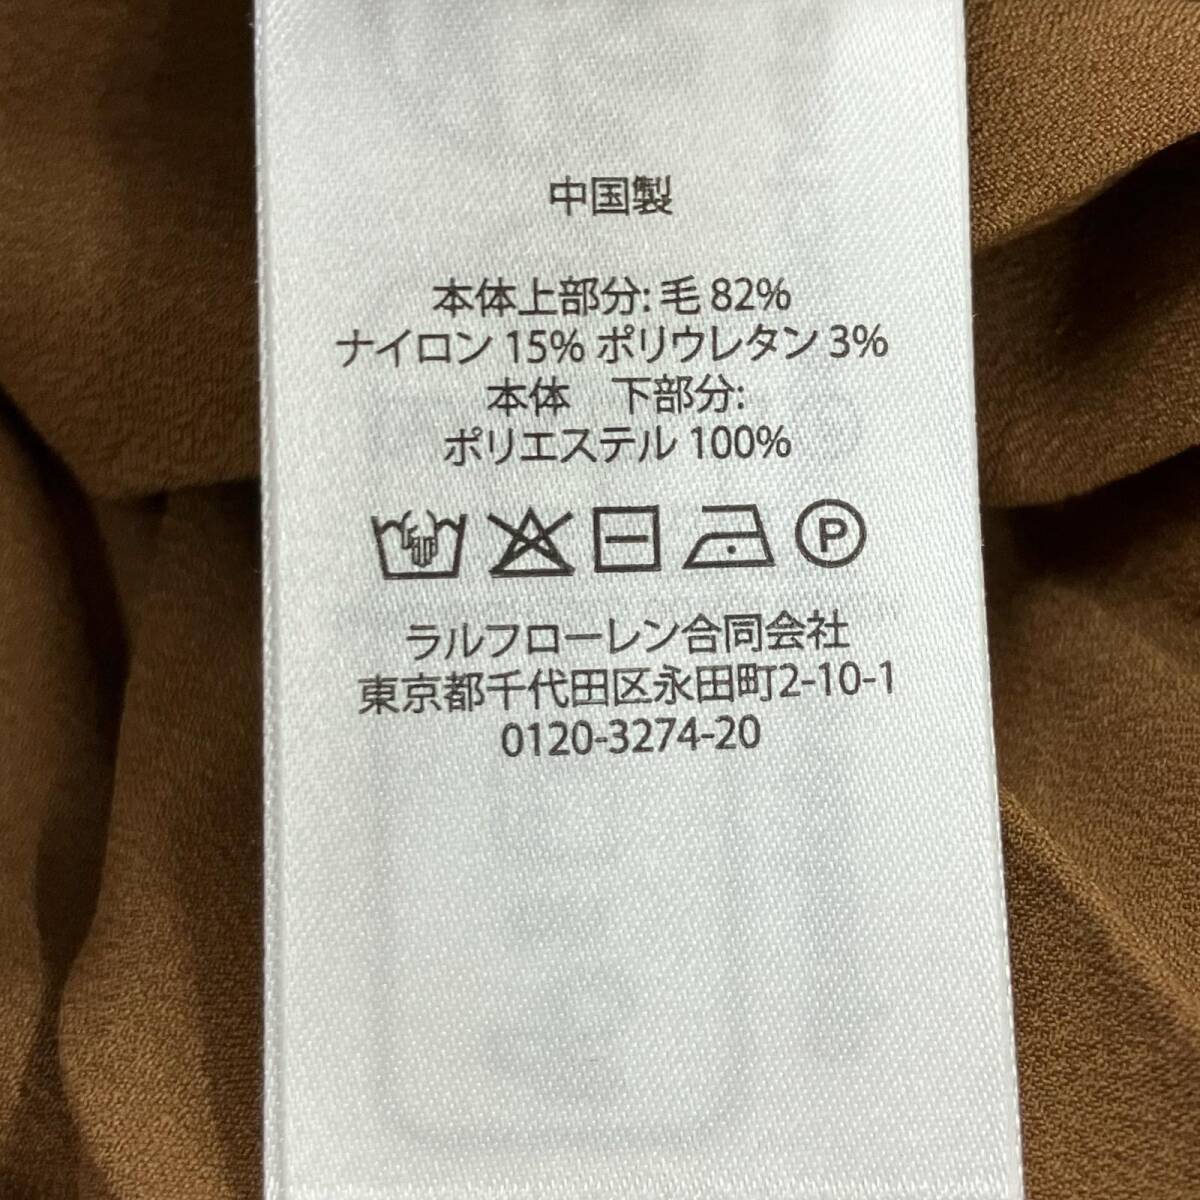 中国製
本体上部分: 毛 82%
ナイロン 15% ポリウレタン 3%
本体　下部分:
ポリエステル 100%
P
ラルフローレン合同会社
東京都千代田区永田町2-10-1
0120-3274-20